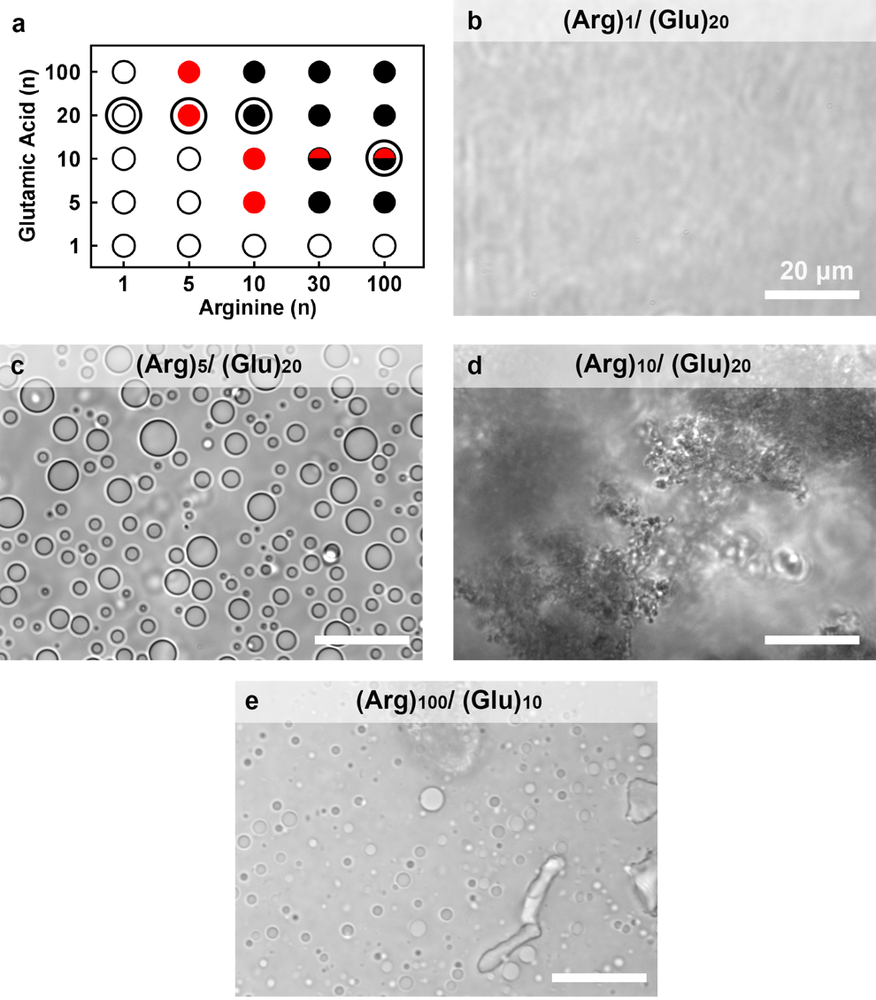 a
Glutamic Acid (n)
100
20
10
5
1
1 5 10 30 100
Arginine (n)
b (Arg)1/ (Glu)20
20 µm
c (Arg)5/ (Glu)20
d (Arg)10/ (Glu)20
e (Arg)100/ (Glu)10